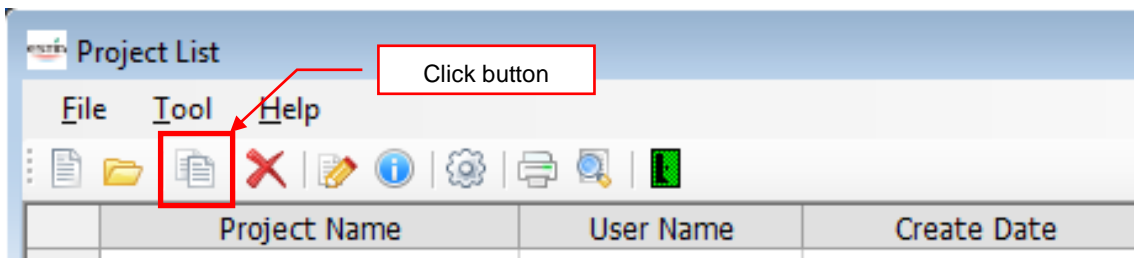 Project List
Click button
File Tool Help
Project Name User Name Create Date